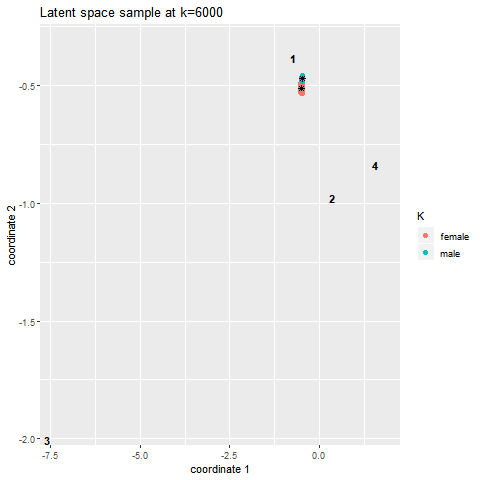 Latent space sample at k=6000
1
-0.5
4
2
-1.0
coordinate 2
K
female
male
-1.5
3
-2.0
-7.5 -5.0 -2.5 0.0
coordinate 1